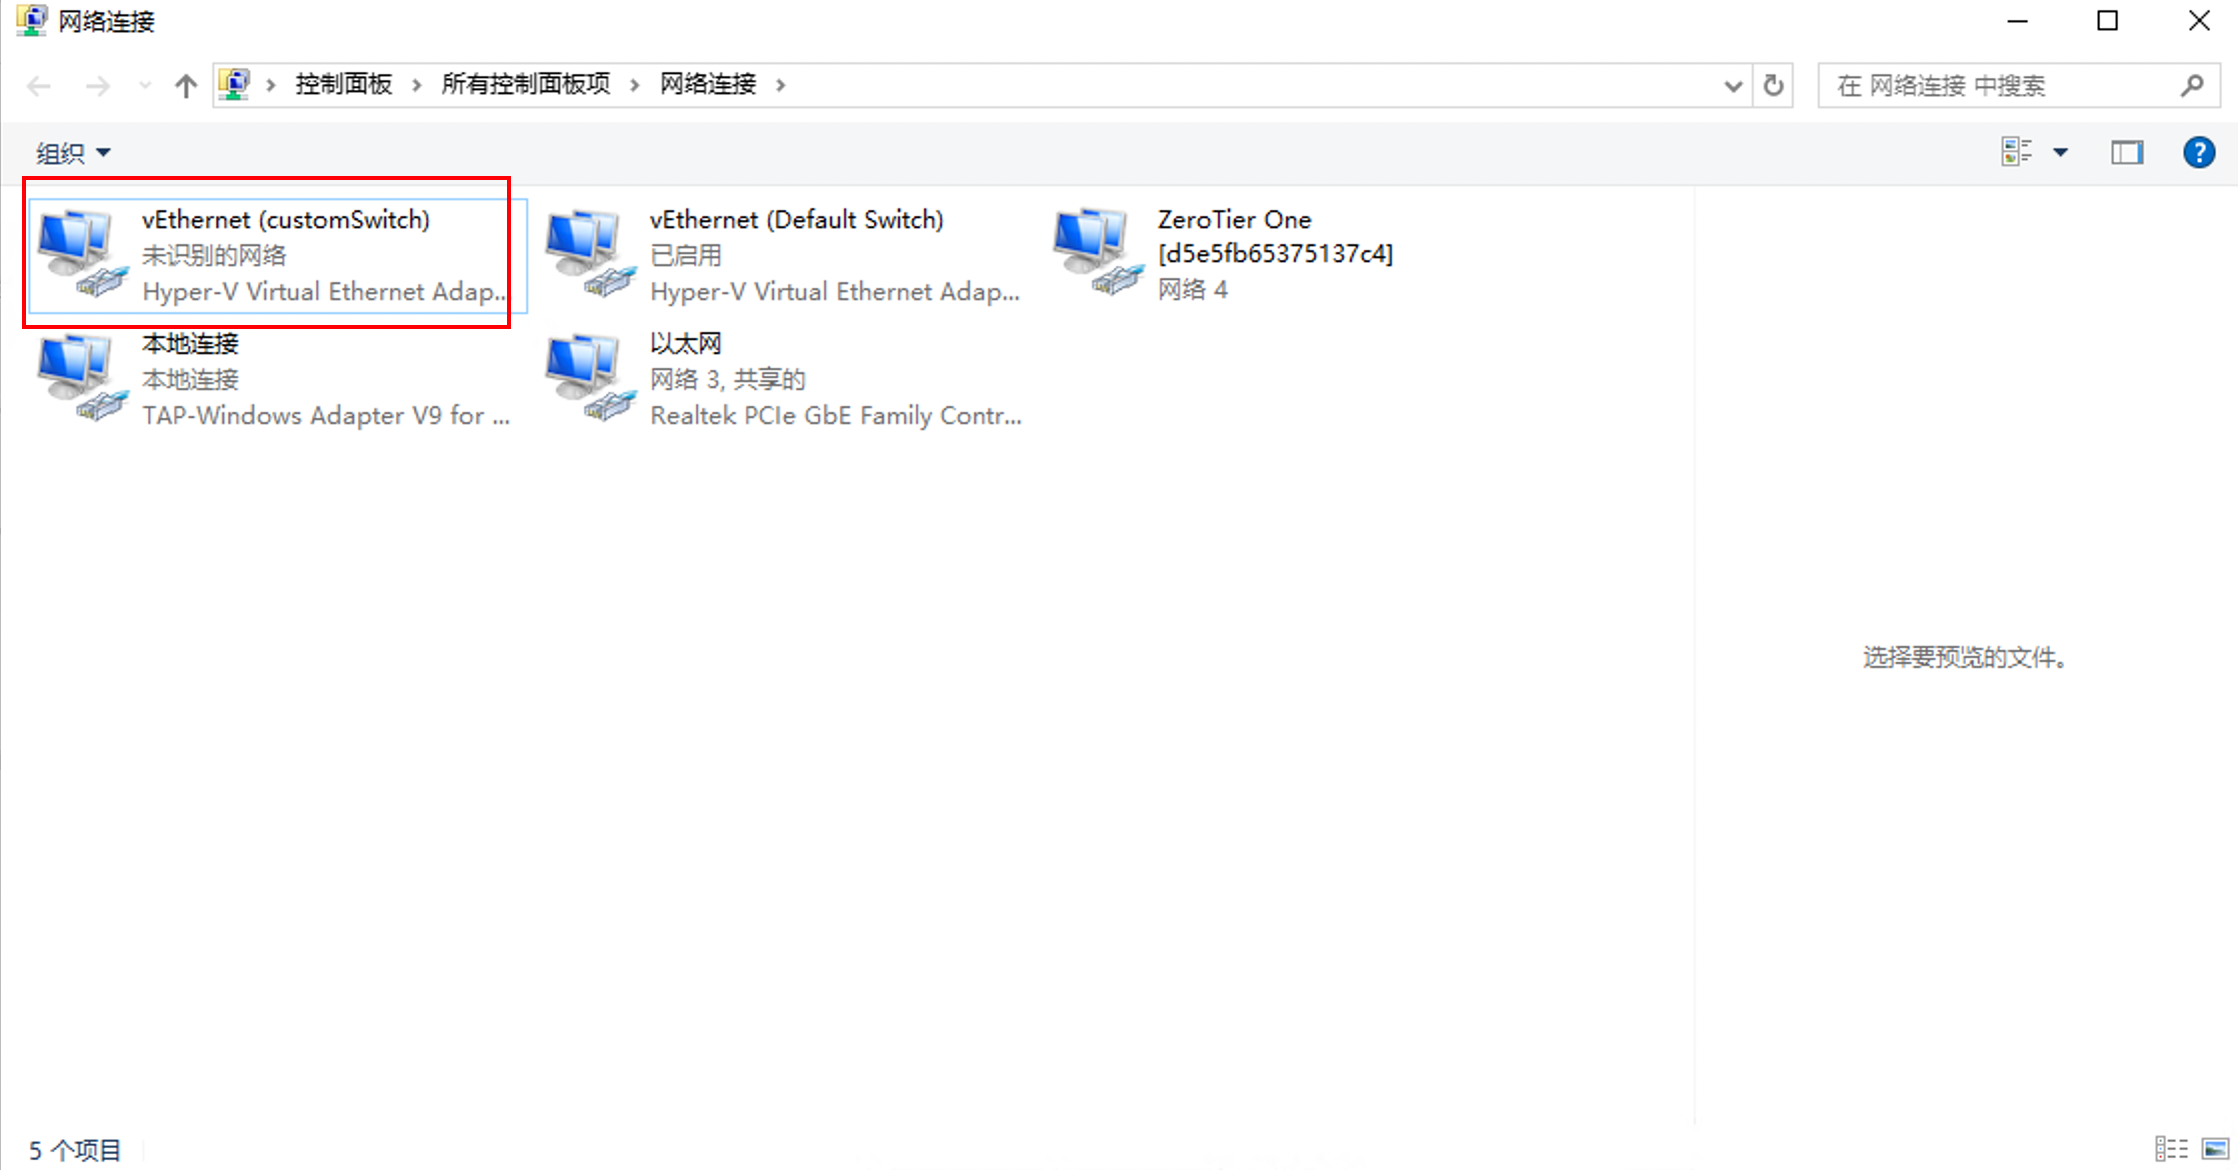 网络连接
控制面板 › 所有控制面板项 › 网络连接 ›
在 网络连接 中搜索
组织
vEthernet (customSwitch)
未识别的网络
Hyper-V Virtual Ethernet Adap...
vEthernet (Default Switch)
已启用
Hyper-V Virtual Ethernet Adap...
ZeroTier One
[d5e5fb65375137c4]
网络 4
本地连接
本地连接
TAP-Windows Adapter V9 for ...
以太网
网络 3, 共享的
Realtek PCIe GbE Family Contr...
选择要预览的文件。
5 个项目